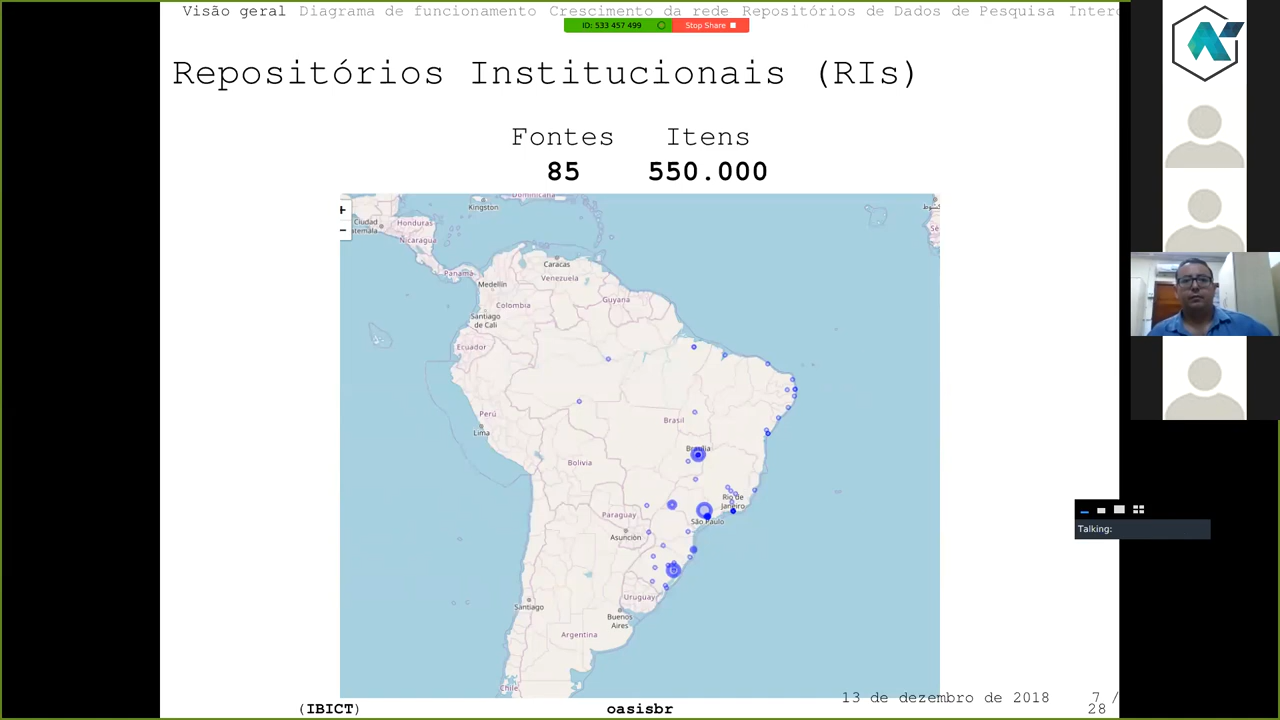 Visão geral Diagrama de funcionamento Crescimento da rede Repositórios de Dados de Pesquisa
ID: 533 457 499 Stop Share
Repositórios Institucionais (RIs)
Fontes Itens
85 550.000
+
−
Dominicana
Kingston
Ciudad
Honduras
Nicaragua
Caracas
Panamá
Venezuela
Medellín
Guyana
Colombia
Santiago
de Cali
Ecuador
Perú
Brasil
Lima
Brasília
Bolivia
Rio de
Janeiro
Paraguay
São Paulo
Asunción
Talking:
Uruguay
Santiago
Buenos
Aires
Argentina
Chile
13 de dezembro de 2018 7 /
28
(IBICT) oasisbr